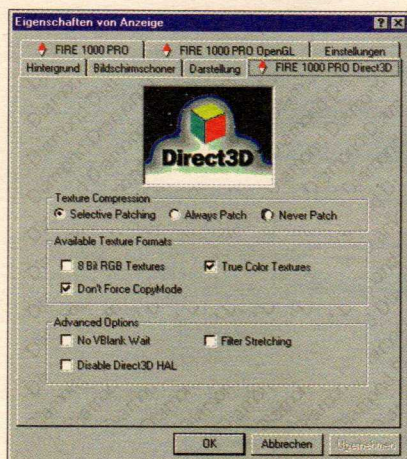 Eigenschaften von Anzeige
FIRE 1000 PRO
FIRE 1000 PRO OpenGL
Einstellungen
Hintergrund
Bildschirmschoner
Darstellung
FIRE 1000 PRO Direct3D
Direct3D
Texture Compression
Selective Patching
Always Patch
Never Patch
Available Texture Formats
8 Bit RGB Textures
True Color Textures
Don't Force CopyMode
Advanced Options
No VBlank Wait
Filter Stretching
Disable Direct3D HAL
OK
Abbrechen
Übernehmen